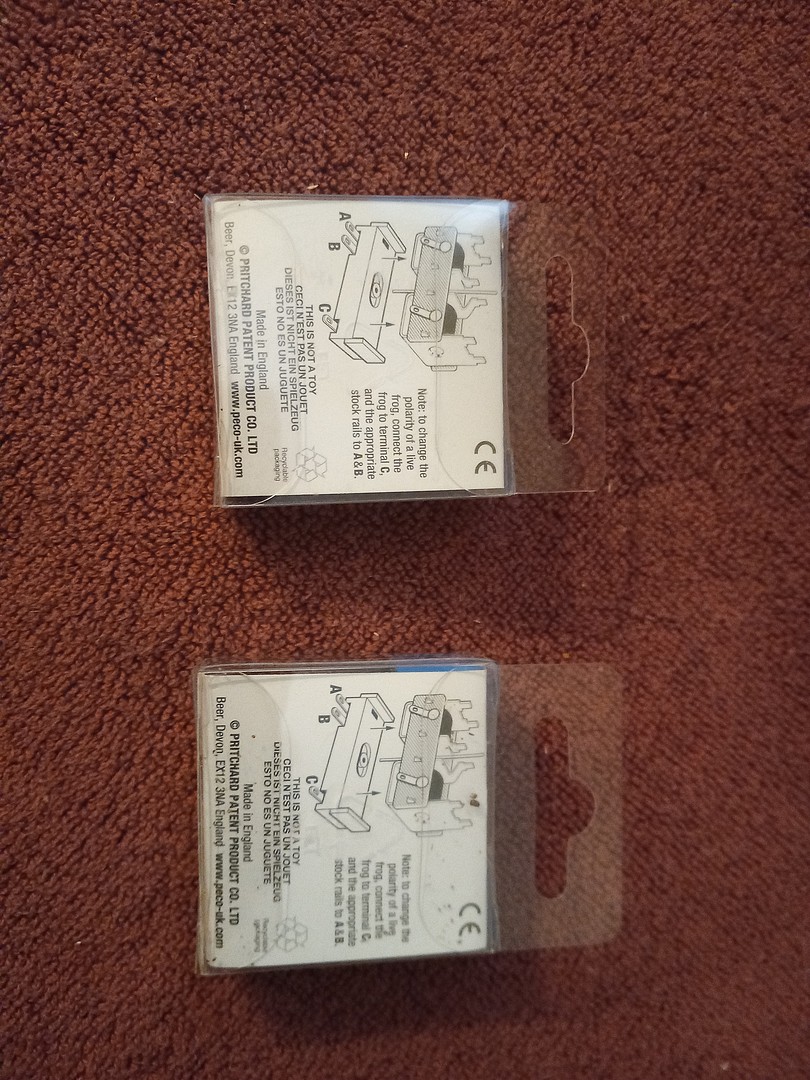 CE
Note: to change the
polarity of a live
frog, connect the
frog to terminal C,
and the appropriate
stock rails to A & B.
A
B
C
THIS IS NOT A TOY
CECI N'EST PAS UN JOUET
DIESES IST NICHT EIN SPIELZEUG
ESTO NO ES UN JUGUETE
Recyclable
packaging
Made in England
© PRITCHARD PATENT PRODUCT CO. LTD
Beer, Devon, EX12 3NA England www.peco-uk.com
CE
Note: to change the
polarity of a live
frog, connect the
frog to terminal C,
and the appropriate
stock rails to A & B.
A
B
C
THIS IS NOT A TOY
CECI N'EST PAS UN JOUET
DIESES IST NICHT EIN SPIELZEUG
ESTO NO ES UN JUGUETE
Recyclable
packaging
Made in England
© PRITCHARD PATENT PRODUCT CO. LTD
Beer, Devon, EX12 3NA England www.peco-uk.com